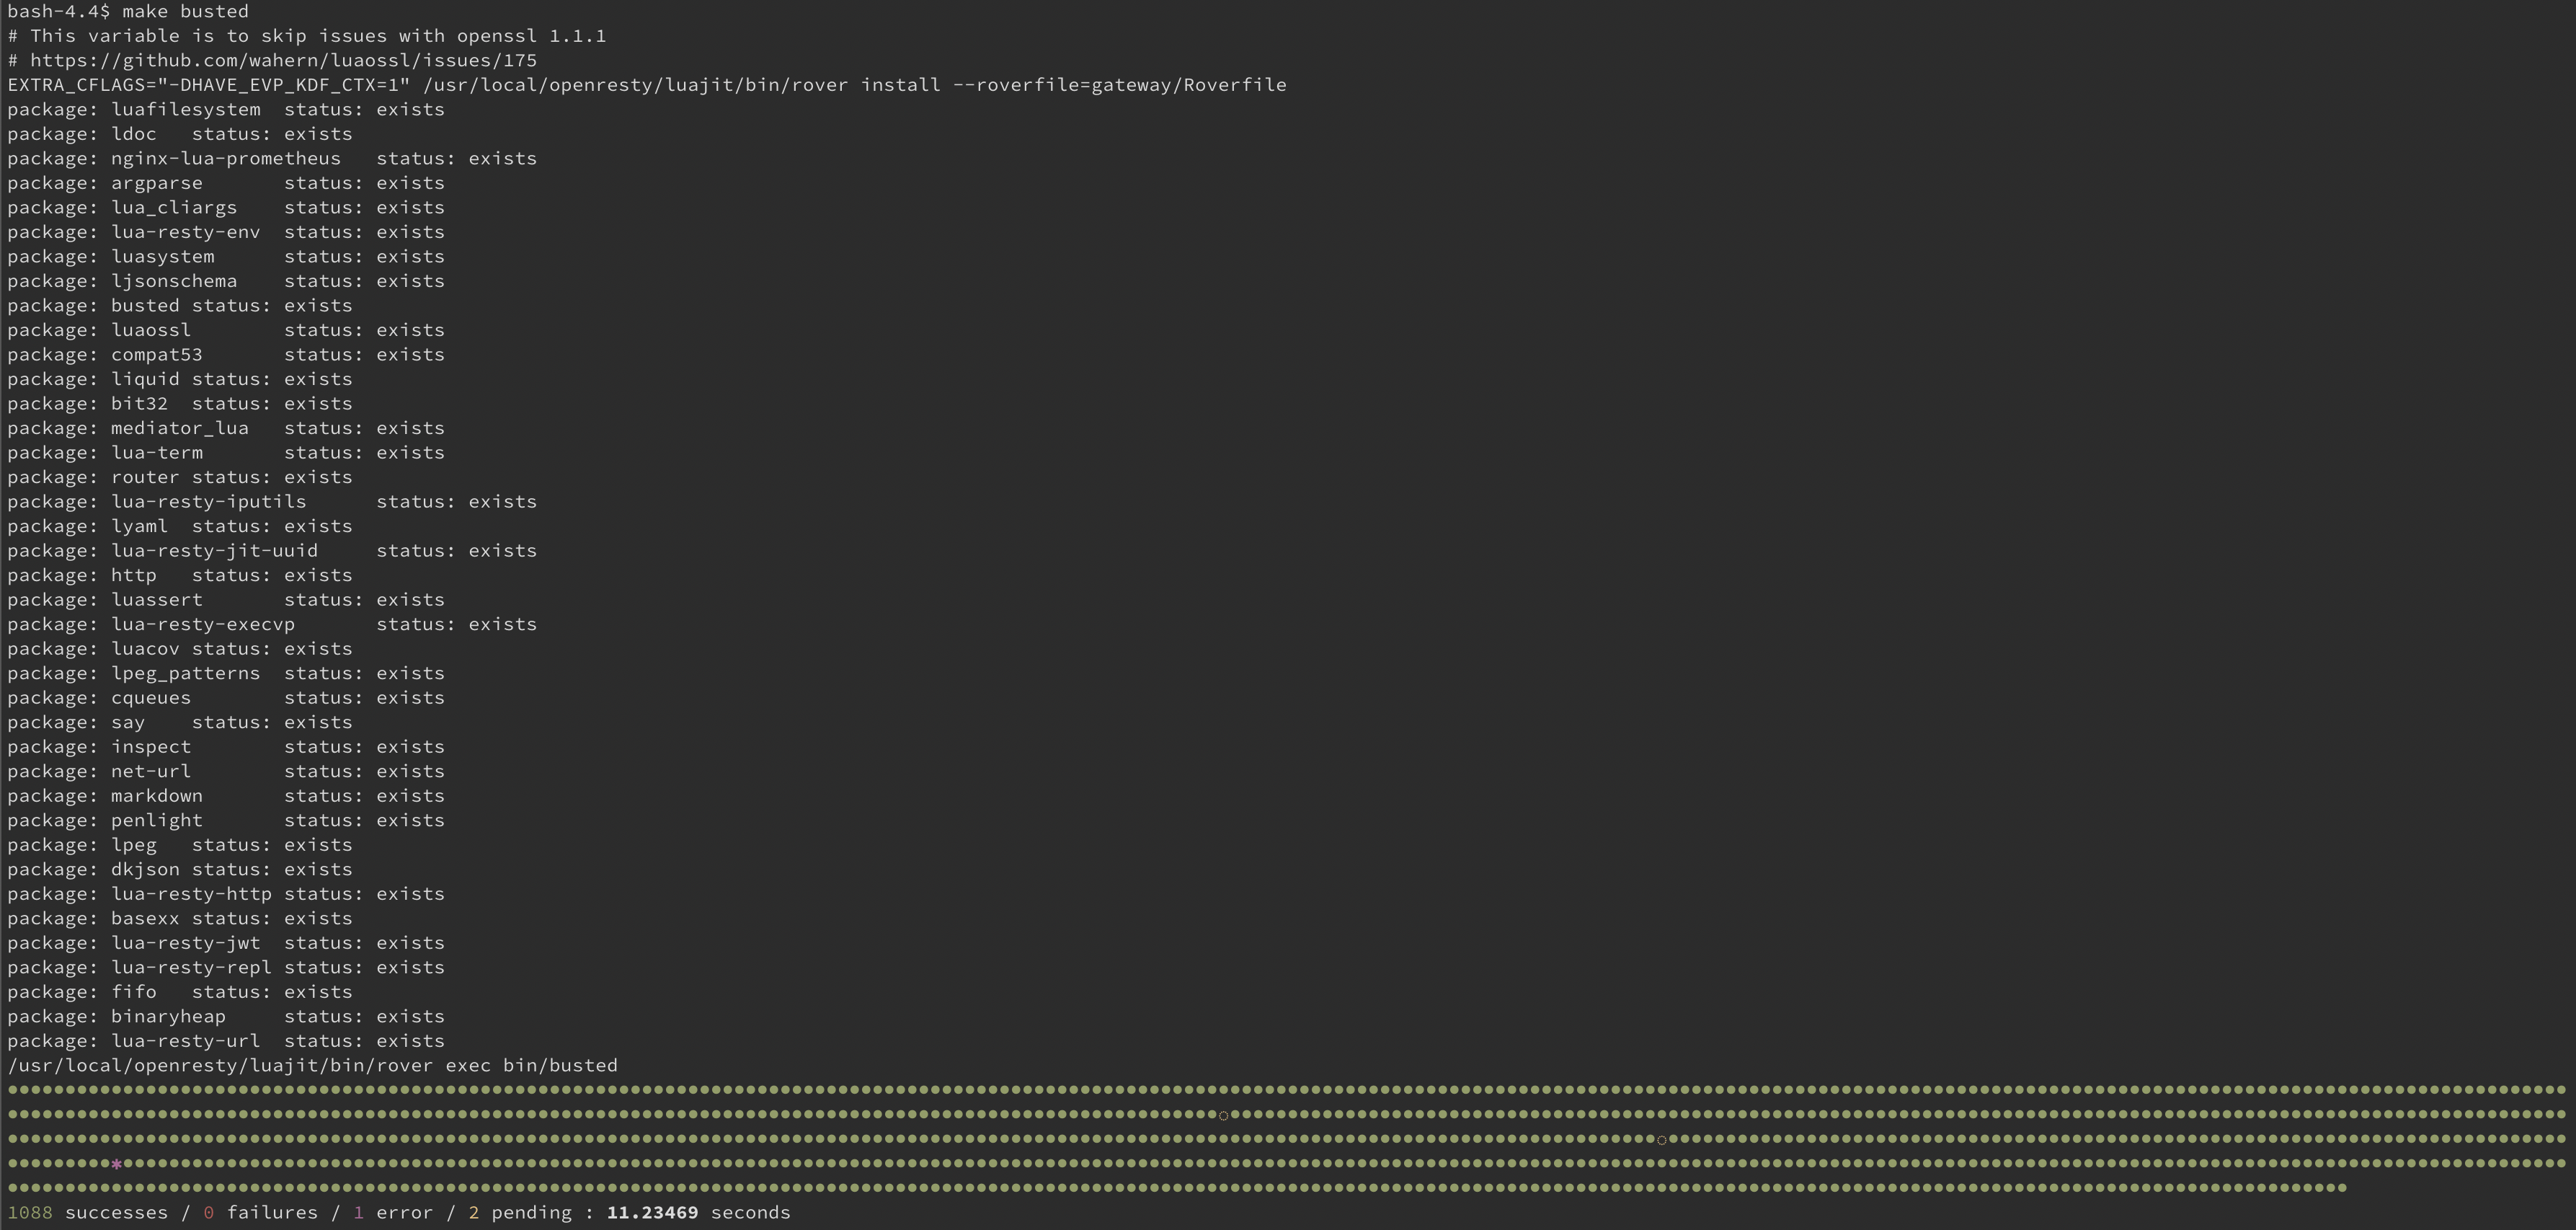 bash-4.4$ make busted
# This variable is to skip issues with openssl 1.1.1
# https://github.com/wahern/luaossl/issues/175
EXTRA_CFLAGS="-DHAVE_EVP_KDF_CTX=1" /usr/local/openresty/luajit/bin/rover install --roverfile=gateway/Roverfile
package: luafilesystem  status: exists
package: ldoc   status: exists
package: nginx-lua-prometheus   status: exists
package: argparse       status: exists
package: lua_cliargs    status: exists
package: lua-resty-env  status: exists
package: luasystem      status: exists
package: ljsonschema    status: exists
package: busted status: exists
package: luaossl        status: exists
package: compat53       status: exists
package: liquid status: exists
package: bit32  status: exists
package: mediator_lua   status: exists
package: lua-term       status: exists
package: router status: exists
package: lua-resty-iputils      status: exists
package: lyaml  status: exists
package: lua-resty-jit-uuid     status: exists
package: http   status: exists
package: luassert       status: exists
package: lua-resty-execvp       status: exists
package: luacov status: exists
package: lpeg_patterns  status: exists
package: cqueues        status: exists
package: say    status: exists
package: inspect        status: exists
package: net-url        status: exists
package: markdown       status: exists
package: penlight       status: exists
package: lpeg   status: exists
package: dkjson status: exists
package: lua-resty-http status: exists
package: basexx status: exists
package: lua-resty-jwt  status: exists
package: lua-resty-repl status: exists
package: fifo   status: exists
package: binaryheap     status: exists
package: lua-resty-url  status: exists
/usr/local/openresty/luajit/bin/rover exec bin/busted
1088 successes / 0 failures / 1 error / 2 pending : 11.23469 seconds